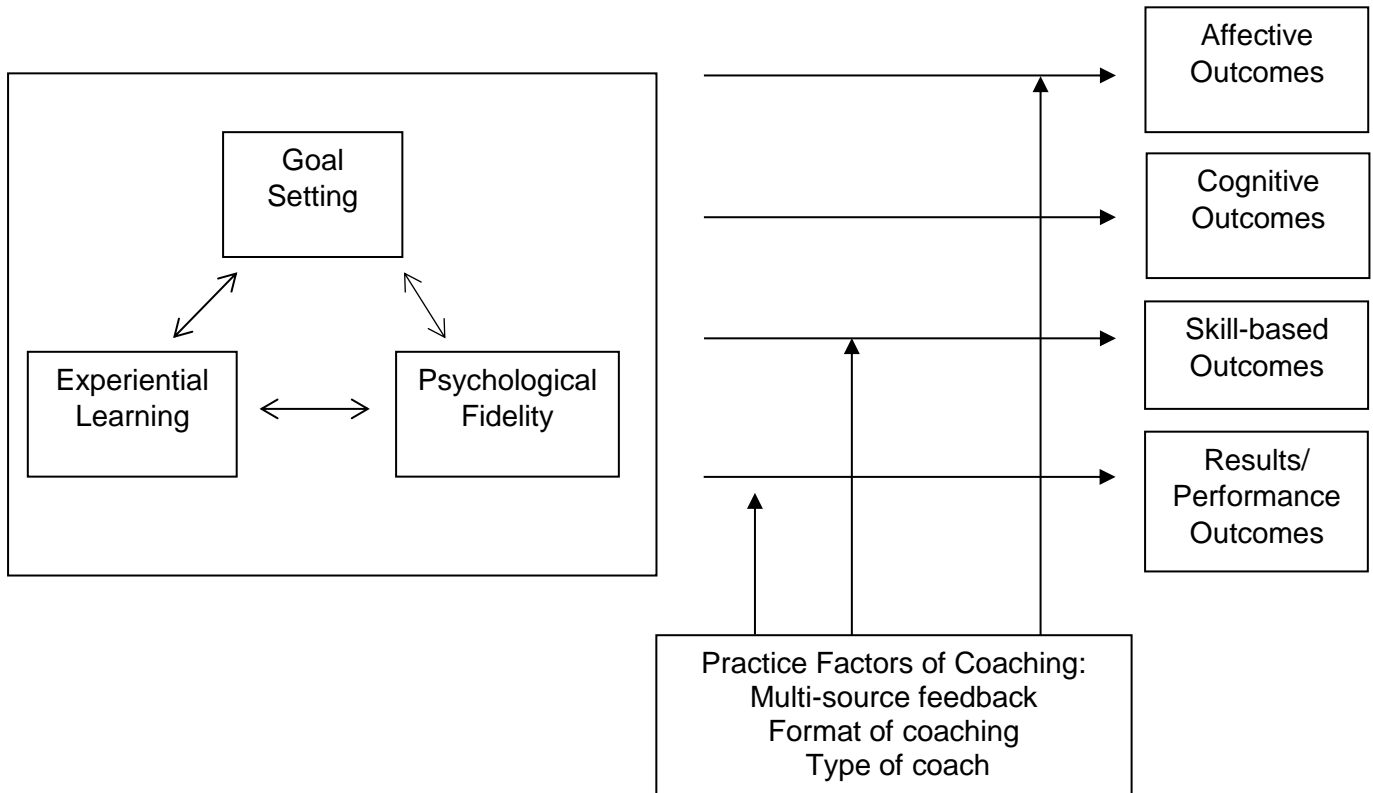 Affective
Outcomes
Goal
Setting
Cognitive
Outcomes
Experiential
Learning
Psychological
Fidelity
Skill-based
Outcomes
Results/
Performance
Outcomes
Practice Factors of Coaching:
Multi-source feedback
Format of coaching
Type of coach